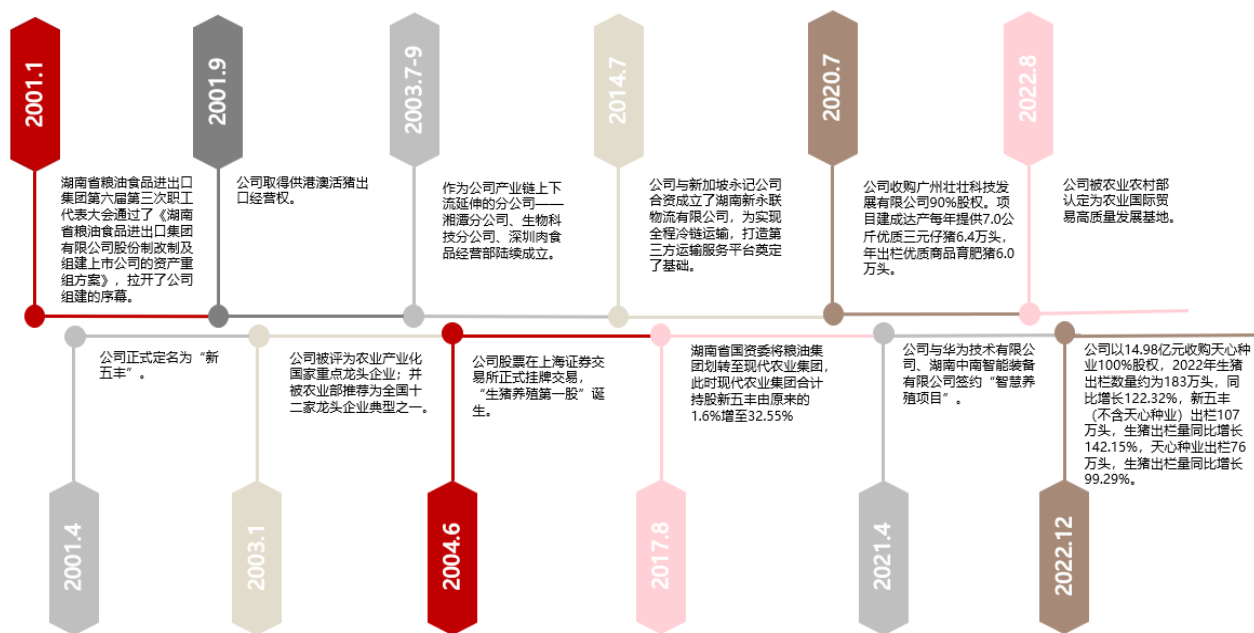 2001.1
湖南省粮油食品进出口
集团第六届第三次职工
代表大会通过了《湖南
省粮油食品进出口集团
有限公司股份制改制及
组建上市公司的资产重
组方案》，拉开了公司
组建的序幕。
2001.9
公司取得供港澳活猪出
口经营权。
2003.7-9
作为公司产业链上下
流延伸的分公司——
湘潭分公司、生物科
技分公司、深圳肉食
品经营部陆续成立。
2014.7
公司与新加坡永记公司
合资成立了湖南新永联
物流有限公司，为实现
全程冷链运输，打造第
三方运输服务平台奠定
了基础。
2020.7
公司收购广州壮壮科技发
展有限公司90%股权。项
目建成达产每年提供7.0公
斤优质三元仔猪6.4万头，
年出栏优质商品育肥猪6.0
万头。
2022.8
公司被农业农村部
认定为农业国际贸
易高质量发展基地。
公司正式定名为“新
五丰”。
2001.4
公司被评为农业产业化
国家重点龙头企业；并
被农业部推荐为全国十
二家龙头企业典型之一。
2003.1
公司股票在上海证券交
易所正式挂牌交易，
“生猪养殖第一股”诞
生。
2004.6
湖南省国资委将粮油集
团划转至现代农业集团，
此时现代农业集团合计
持股新五丰由原来的
1.6%增至32.55%
2017.8
公司与华为技术有限公
司、湖南中南智能装备
有限公司签约“智慧养
殖项目”。
2021.4
公司以14.98亿元收购天心种
业100%股权，2022年生猪
出栏数量约为183万头，同
比增长122.32%，新五丰
（不含天心种业）出栏107
万头，生猪出栏量同比增长
142.15%，天心种业出栏76
万头，生猪出栏量同比增长
99.29%。
2022.12